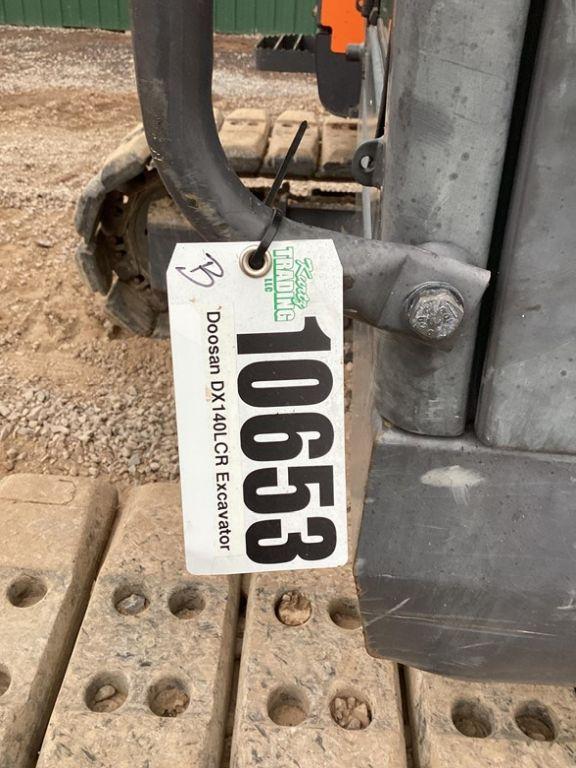 B
Kurtz
TRADING
LLC
10653
Doosan DX140LCR Excavator